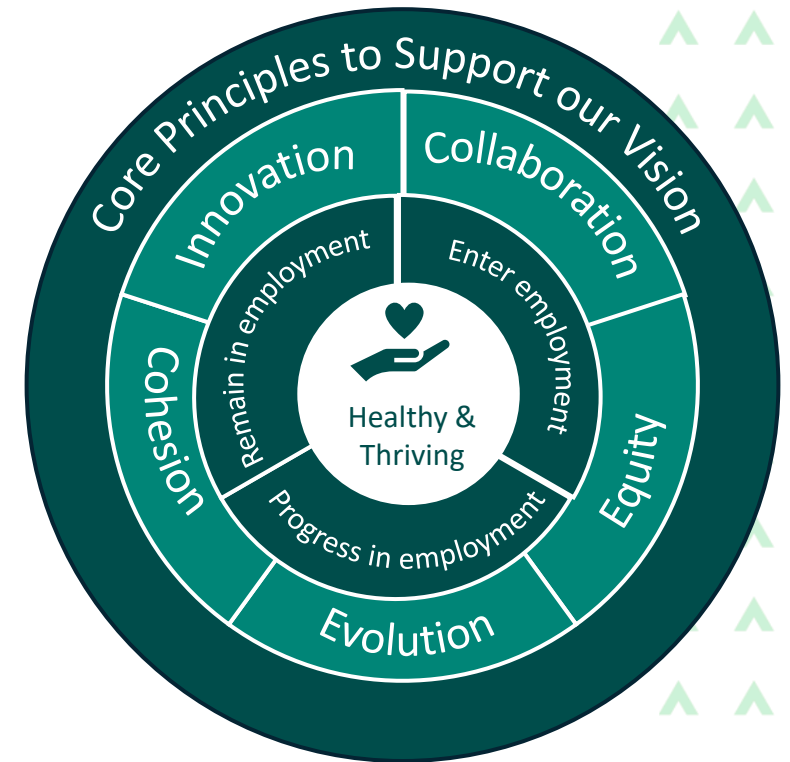 Core Principles to Support our Vision
Innovation
Collaboration
Equity
Evolution
Cohesion
Remain in employment
Enter employment
Progress in employment
Healthy &
Thriving